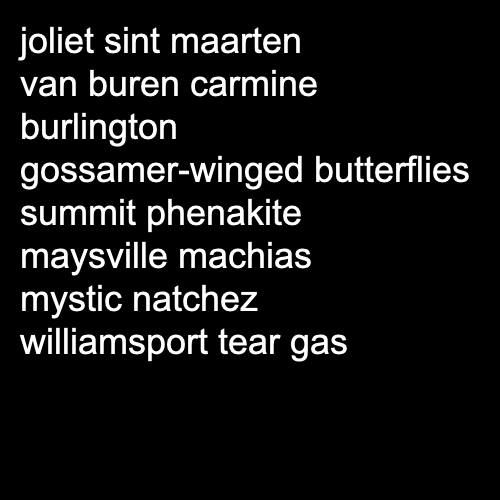 joliet sint maarten
van buren carmine
burlington
gossamer-winged butterflies
summit phenakite
maysville machias
mystic natchez
williamsport tear gas